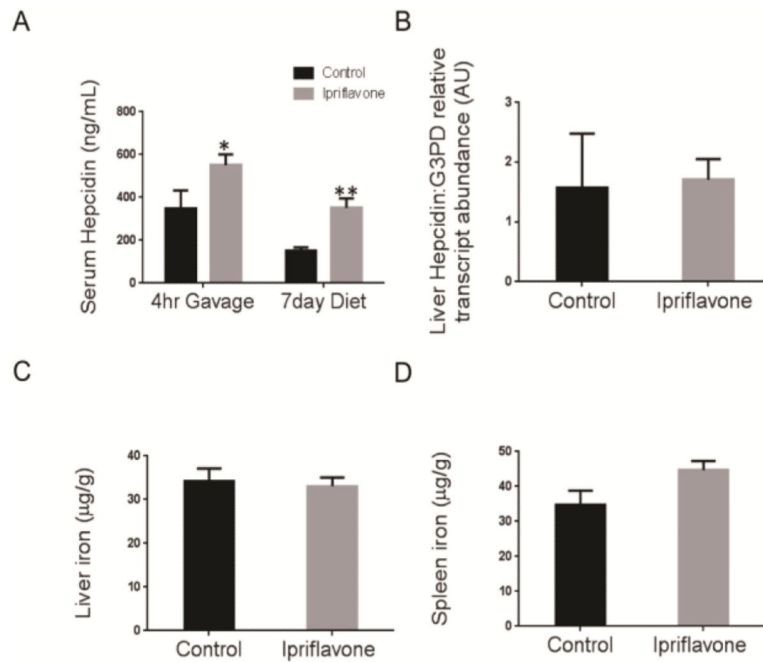 A
Control
Ipriflavone
Serum Hepcidin (ng/mL)
800
600
400
200
0
*
**
4hr Gavage
7day Diet
B
Liver Hepcidin:G3PD relative
transcript abundance (AU)
3
2
1
0
Control
Ipriflavone
C
Liver iron (µg/g)
40
30
20
10
0
Control
Ipriflavone
D
Spleen iron (µg/g)
50
40
30
20
10
0
Control
Ipriflavone